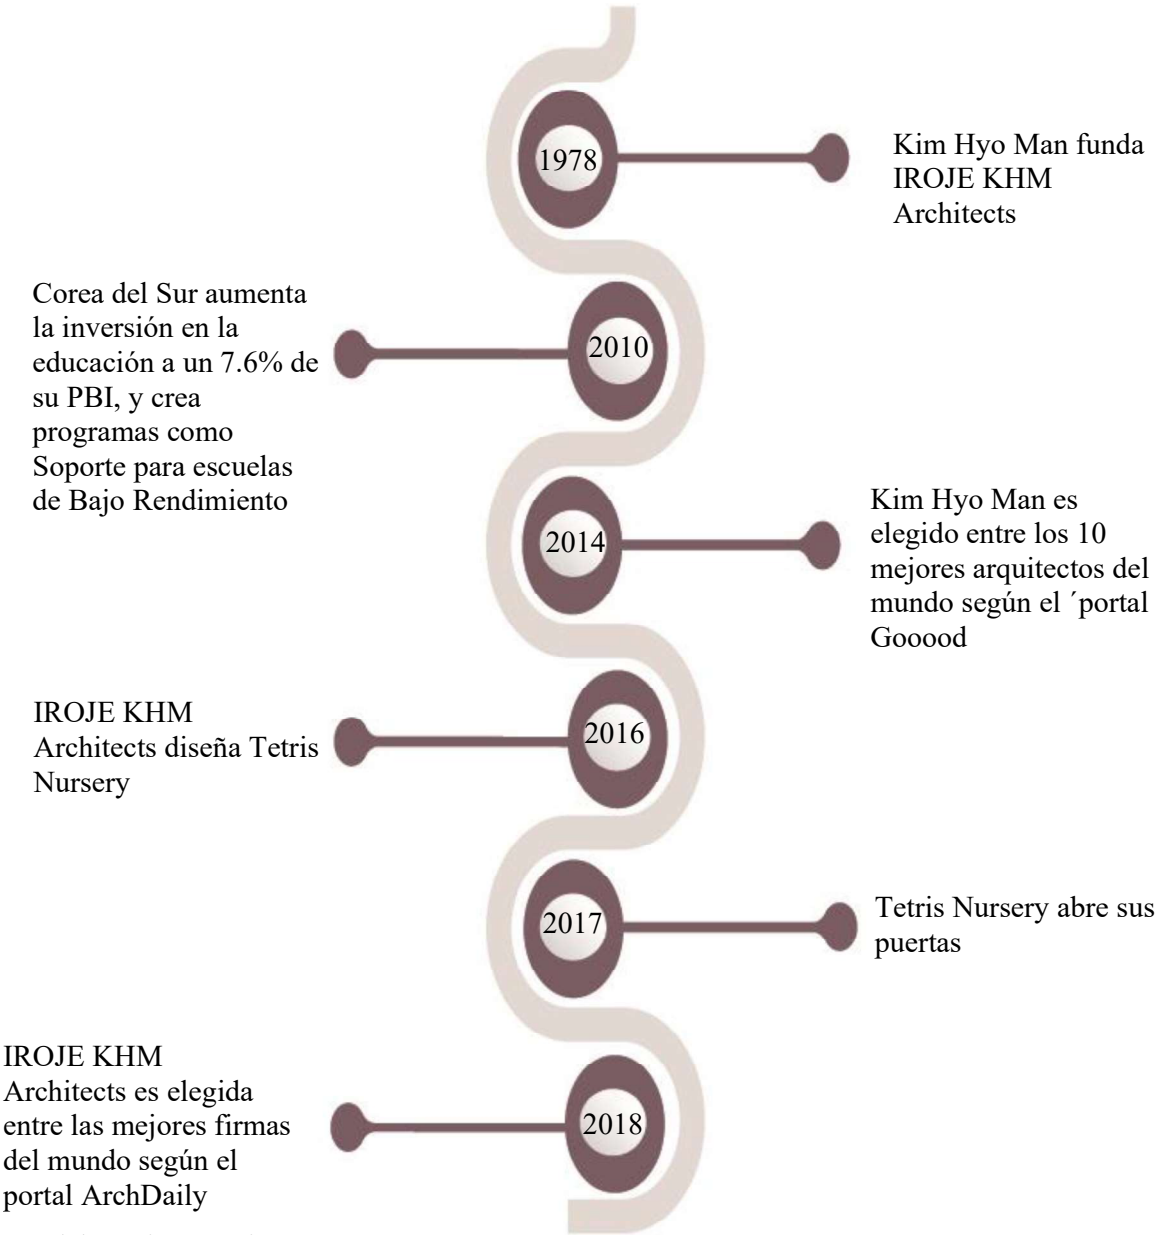 1978
Kim Hyo Man funda
IROJE KHM
Architects
Corea del Sur aumenta
la inversión en la
educación a un 7.6% de
su PBI, y crea
programas como
Soporte para escuelas
de Bajo Rendimiento
2010
2014
Kim Hyo Man es
elegido entre los 10
mejores arquitectos del
mundo según el ´portal
Gooood
IROJE KHM
Architects diseña Tetris
Nursery
2016
2017
Tetris Nursery abre sus
puertas
IROJE KHM
Architects es elegida
entre las mejores firmas
del mundo según el
portal ArchDaily
2018